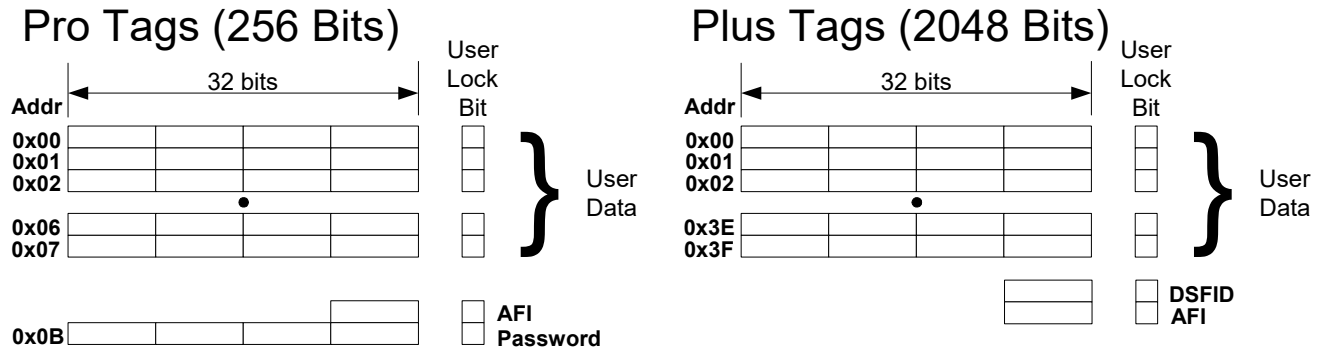 Pro Tags (256 Bits)
User
Lock
Bit
32 bits
Addr
0x00
0x01
0x02
0x06
0x07
User
Data
AFI
0x0B
Password
Plus Tags (2048 Bits)
User
Lock
Bit
32 bits
Addr
0x00
0x01
0x02
0x3E
0x3F
User
Data
DSFID
AFI